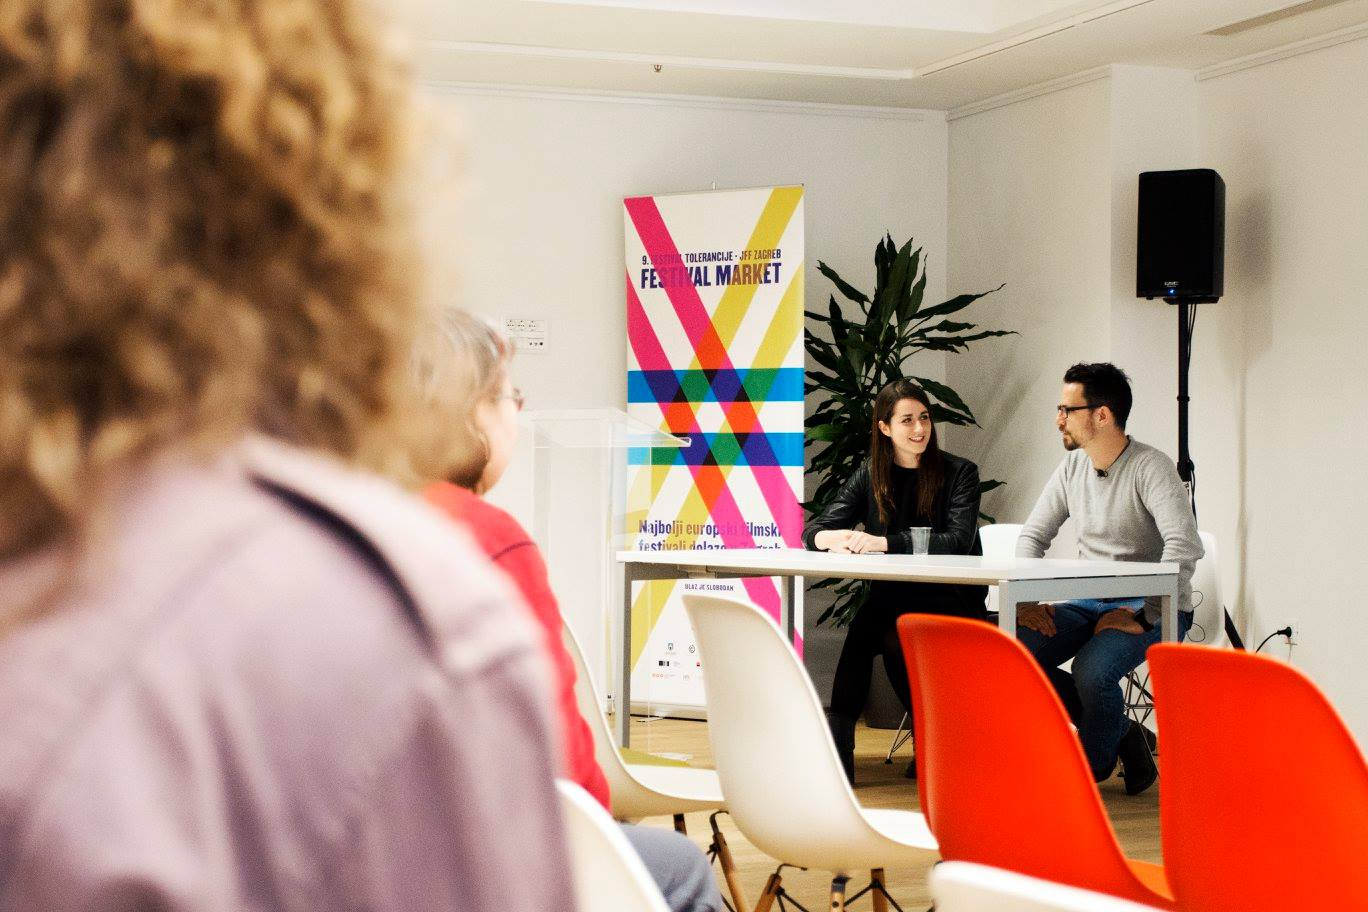 9. FESTIVAL TOLERANCIJE - JFF ZAGREB
FESTIVAL MARKET
Najbolji europski filmski
festivali dolaze u Zagreb
ULAZ JE SLOBODAN